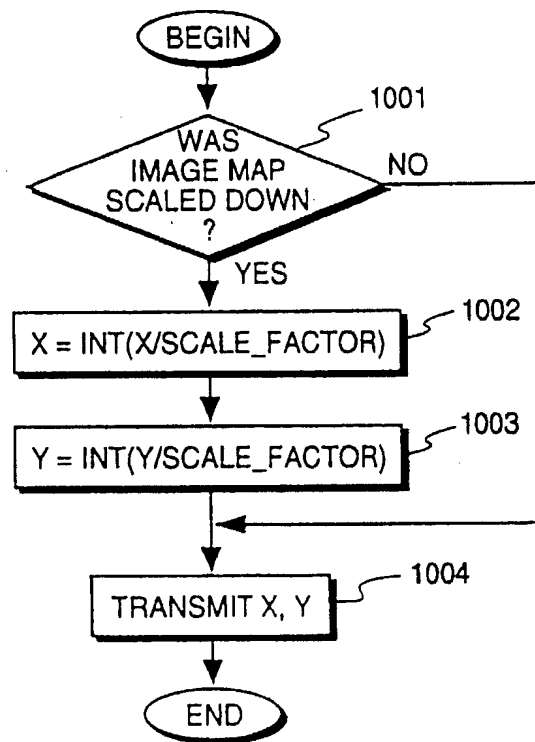 BEGIN
1001
WAS
IMAGE MAP
SCALED DOWN
?
NO
YES
1002
X = INT(X/SCALE_FACTOR)
1003
Y = INT(Y/SCALE_FACTOR)
1004
TRANSMIT X, Y
END